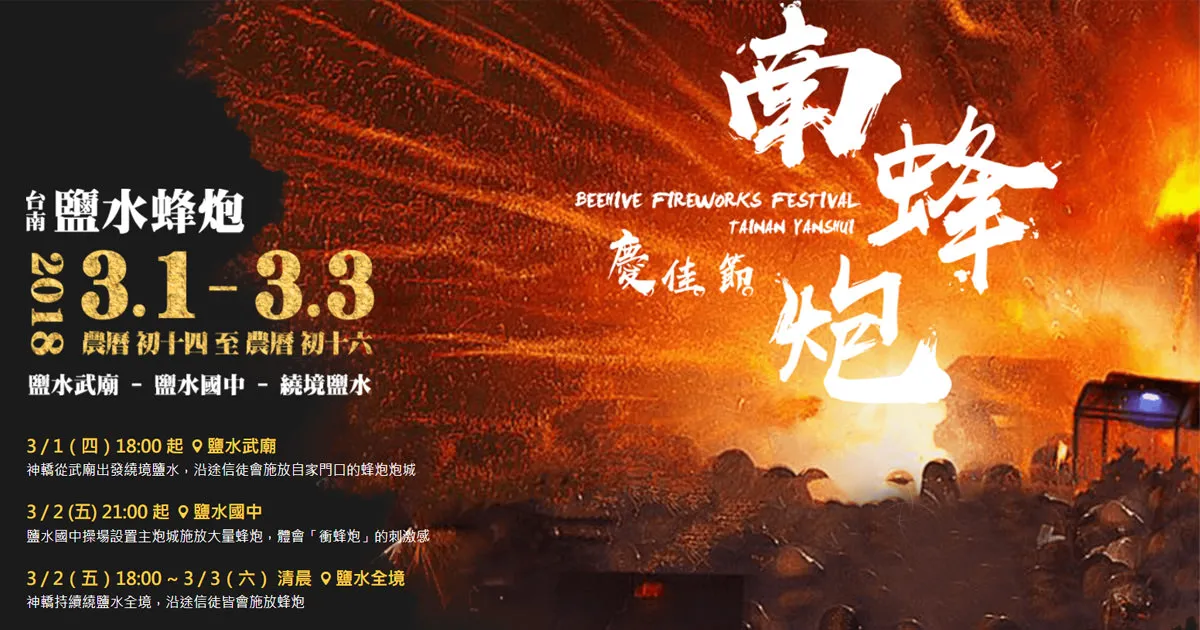 台南 鹽水蜂炮
2018
3.1 - 3.3
農曆 初十四 至 農曆 初十六
鹽水武廟 - 鹽水國中 - 繞境鹽水
3 / 1 ( 四 ) 18:00 起 鹽水武廟
神轎從武廟出發繞境鹽水，沿途信徒會施放自家門口的蜂炮炮城
3 / 2 (五) 21:00 起 鹽水國中
鹽水國中操場設置主炮城施放大量蜂炮，體會「衝蜂炮」的刺激感
3 / 2 ( 五 ) 18:00 ~ 3 / 3 ( 六 ) 清晨 鹽水全境
神轎持續繞鹽水全境，沿途信徒皆會施放蜂炮
南
蜂
炮
BEEHIVE FIREWORKS FESTIVAL
TAINAN YANSHUI
慶佳節